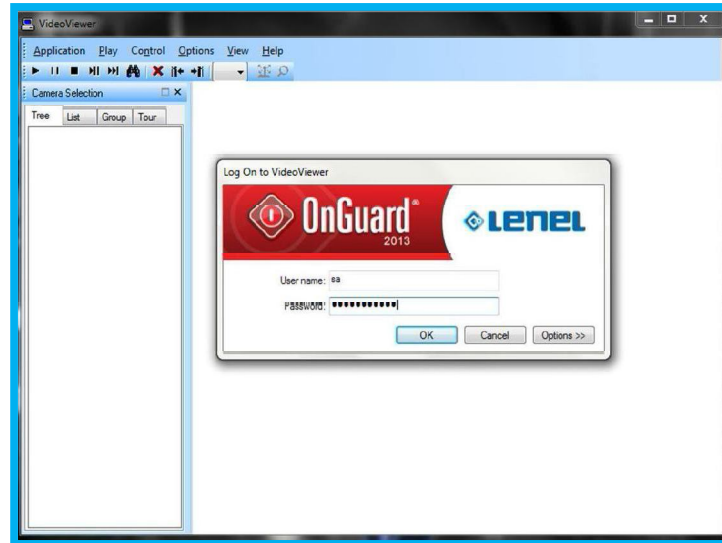 VideoViewer
Application Play Control Options View Help
Camera Selection
Tree List Group Tour
Log On to VideoViewer
OnGuard®
2013
LENEL
User name: sa
Password: •••••••••••
OK Cancel Options >>